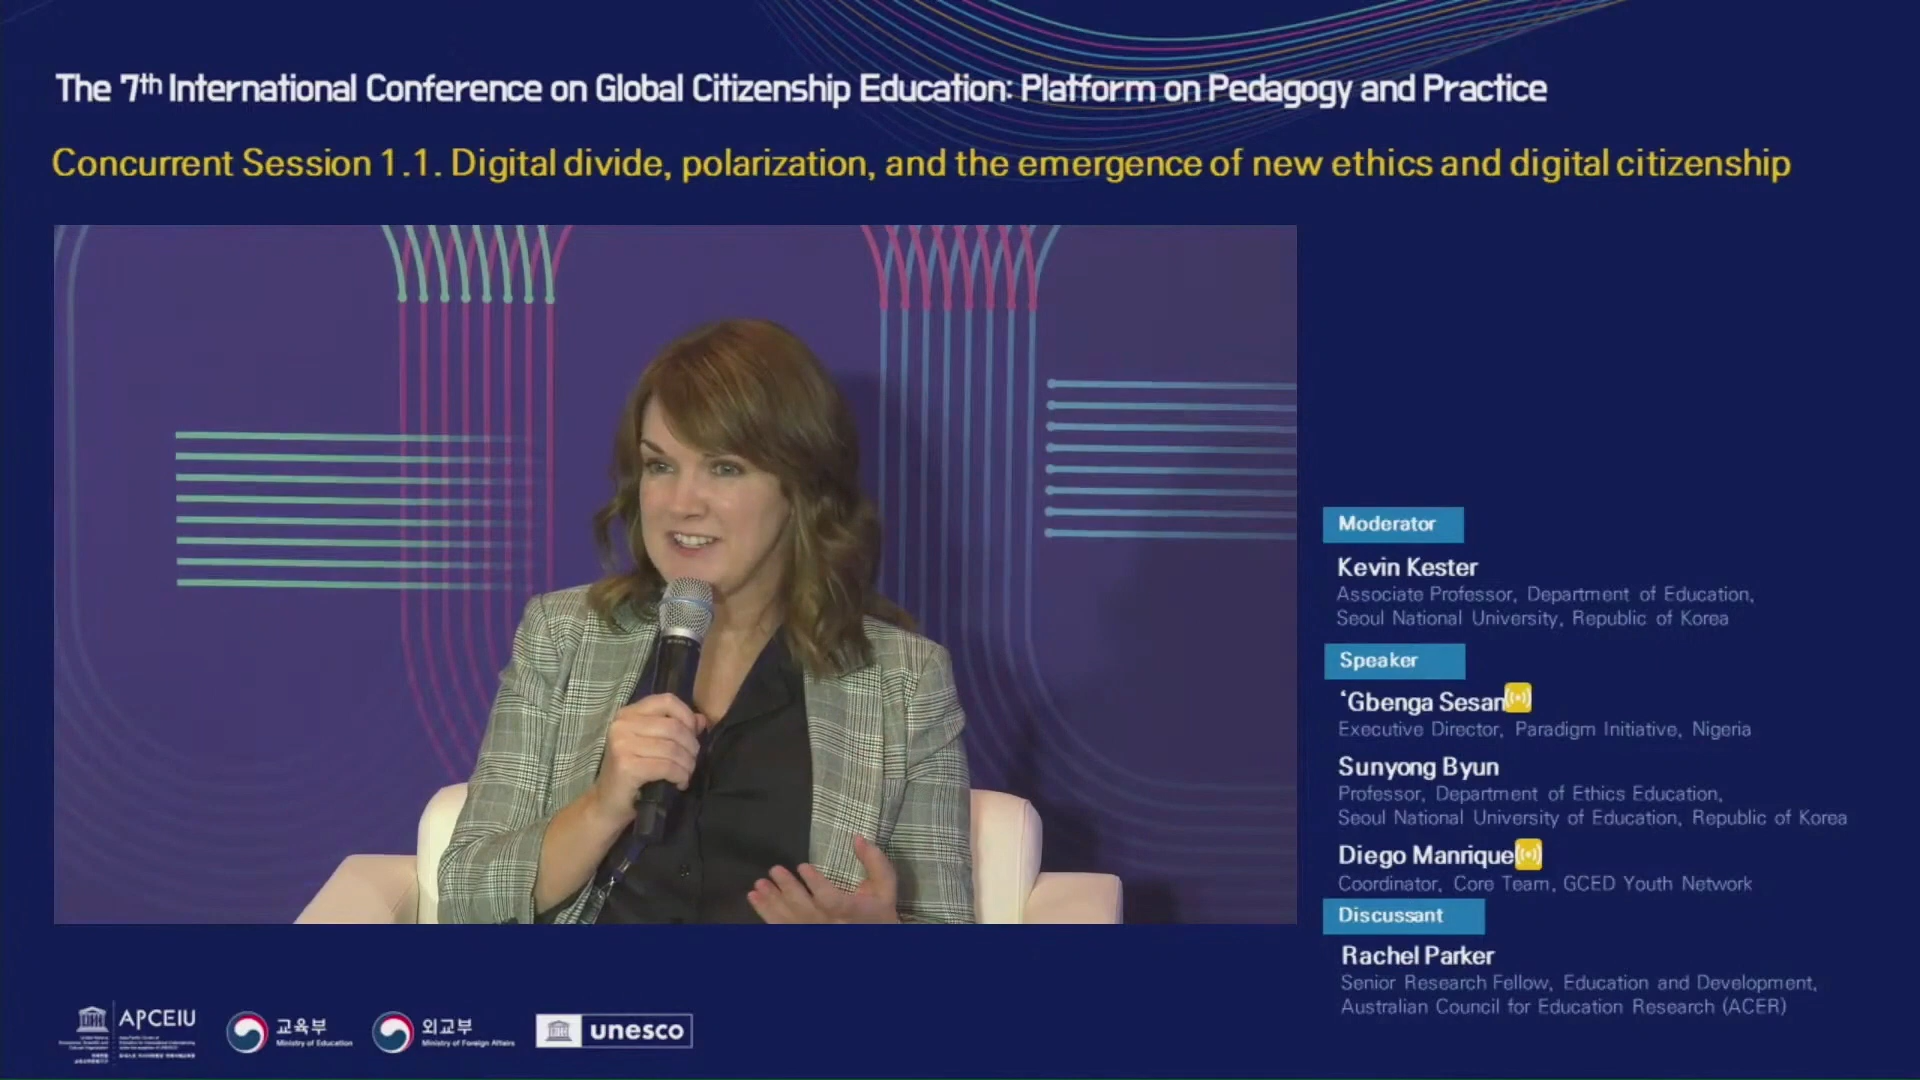 The 7th International Conference on Global Citizenship Education: Platform on Pedagogy and Practice
Concurrent Session 1.1. Digital divide, polarization, and the emergence of new ethics and digital citizenship
Moderator
Kevin Kester
Associate Professor, Department of Education,
Seoul National University, Republic of Korea
Speaker
‘Gbenga Sesan
Executive Director, Paradigm Initiative, Nigeria
Sunyong Byun
Professor, Department of Ethics Education,
Seoul National University of Education, Republic of Korea
Diego Manrique
Coordinator, Core Team, GCED Youth Network
Discussant
Rachel Parker
Senior Research Fellow, Education and Development,
Australian Council for Education Research (ACER)
APCEIU
교육부
Ministry of Education
외교부
Ministry of Foreign Affairs
unesco